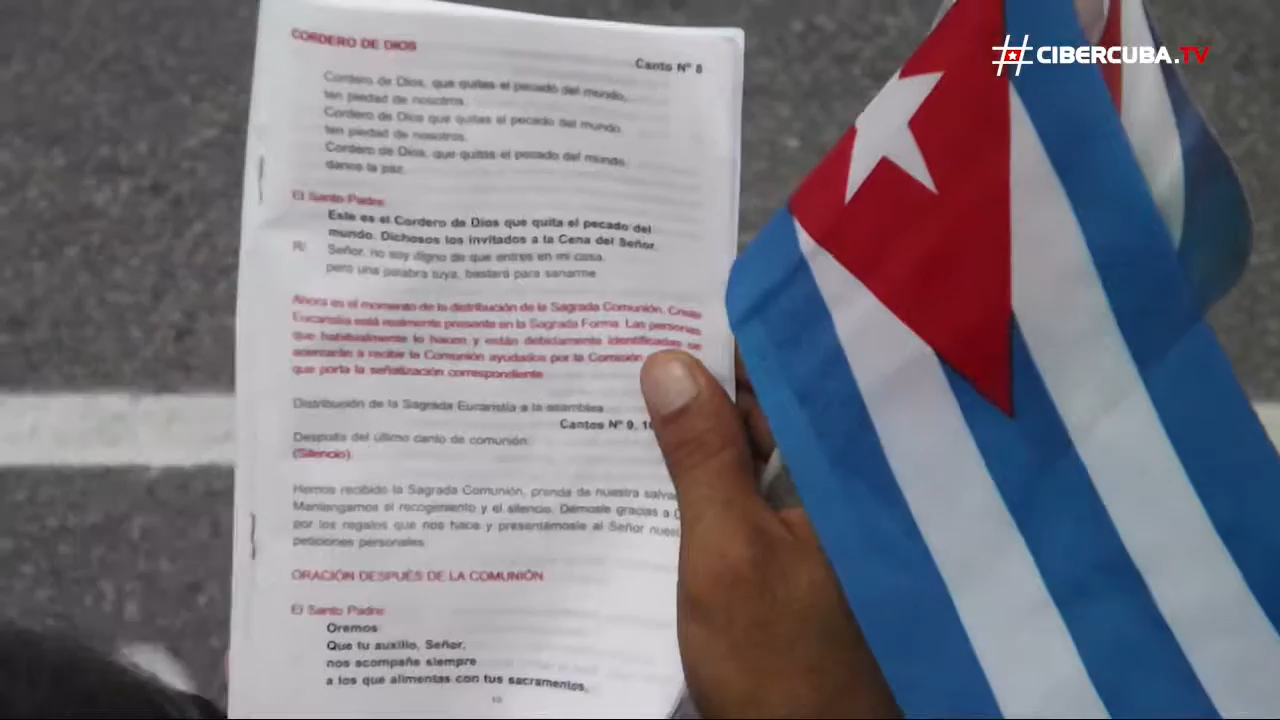 #CIBERCUBA.TV
CORDERO DE DIOS
Canto Nº 8
Cordero de Dios, que quitas el pecado del mundo,
ten piedad de nosotros.
Cordero de Dios que quitas el pecado del mundo
ten piedad de nosotros.
Cordero de Dios, que quitas el pecado del mundo,
danos la paz.
El Santo Padre:
Este es el Cordero de Dios que quita el pecado del
mundo. Dichosos los invitados a la Cena del Señor.
R/ Señor, no soy digno de que entres en mi casa,
pero una palabra tuya, bastará para sanarme
Ahora es el momento de la distribución de la Sagrada Comunión. Cristo
Eucaristía está realmente presente en la Sagrada Forma. Las personas
que habitualmente lo hacen y están debidamente identificadas se
acercarán a recibir la Comunión ayudados por la Comisión
que porta la señalización correspondiente
Distribución de la Sagrada Eucaristía a la asamblea
Cantos Nº 9, 10
Después del último canto de comunión:
(Silencio).
Hemos recibido la Sagrada Comunión, prenda de nuestra
Mantengamos el recogimiento y el silencio. Démosle gracias a
por los regalos que nos hace y presentémosle al Señor
peticiones personales.
ORACIÓN DESPUÉS DE LA COMUNIÓN
El Santo Padre:
Oremos
Que tu auxilio, Señor,
nos acompañe siempre
a los que alimentas con tus sacramentos,